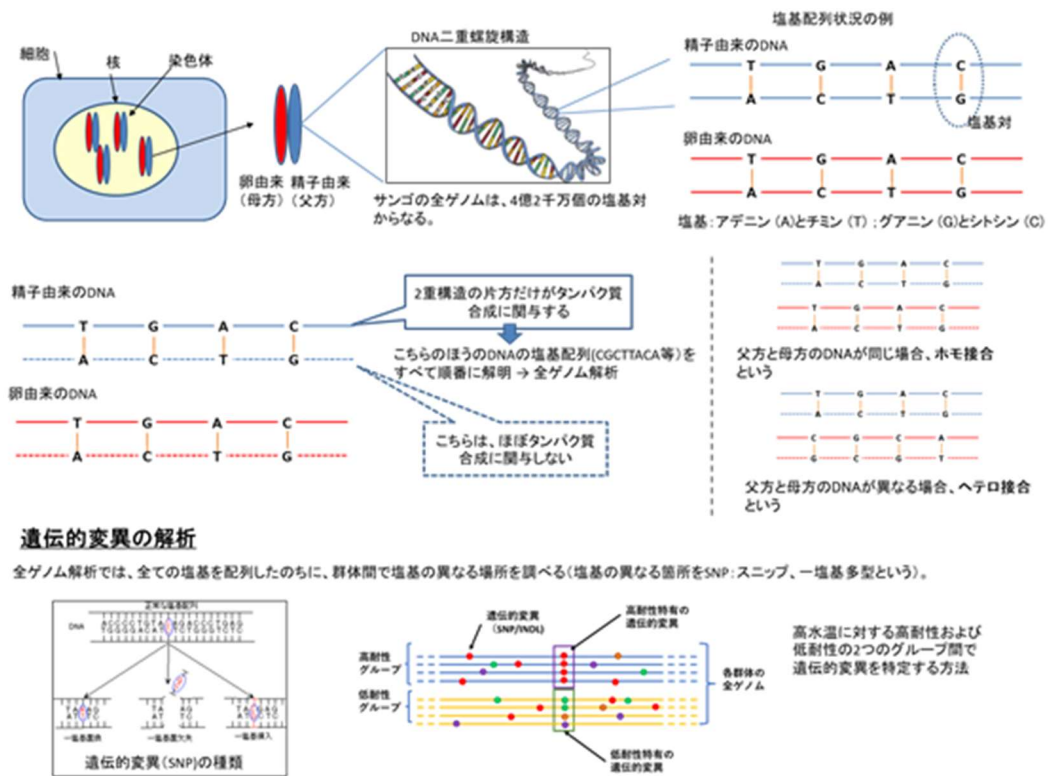 塩基配列状況の例
DNA二重螺旋構造
精子由来のDNA
細胞
核
染色体
T G A C
A C T G
塩基対
卵由来のDNA
T G A C
A C T G
卵由来 精子由来
(母方) (父方)
サンゴの全ゲノムは、4億2千万個の塩基対
からなる。
塩基:アデニン (A)とチミン (T) ;グアニン (G)とシトシン (C)
精子由来のDNA
T G A C
A C T G
2重構造の片方だけがタンパク質
合成に関与する
こちらのほうのDNAの塩基配列(CGCTTACA等)を
すべて順番に解明 → 全ゲノム解析
卵由来のDNA
T G A C
A C T G
こちらは、ほぼタンパク質
合成に関与しない
T G A C
A C T G
T G A C
A C T G
父方と母方のDNAが同じ場合、ホモ接合
という
T G A C
A C T G
C G C A
G C G T
父方と母方のDNAが異なる場合、ヘテロ接合
という
遺伝的変異の解析
全ゲノム解析では、全ての塩基を配列したのちに、群体間で塩基の異なる場所を調べる(塩基の異なる箇所をSNP:スニップ、一塩基多型という)。
正常な塩基配列
DNA
一塩基置換
一塩基欠失
一塩基挿入
遺伝的変異(SNP)の種類
遺伝的変異
(SNP/INDL)
高耐性特有の
遺伝的変異
高耐性
グループ
低耐性
グループ
各群体の
全ゲノム
低耐性特有の
遺伝的変異
高水温に対する高耐性および
低耐性の2つのグループ間で
遺伝的変異を特定する方法